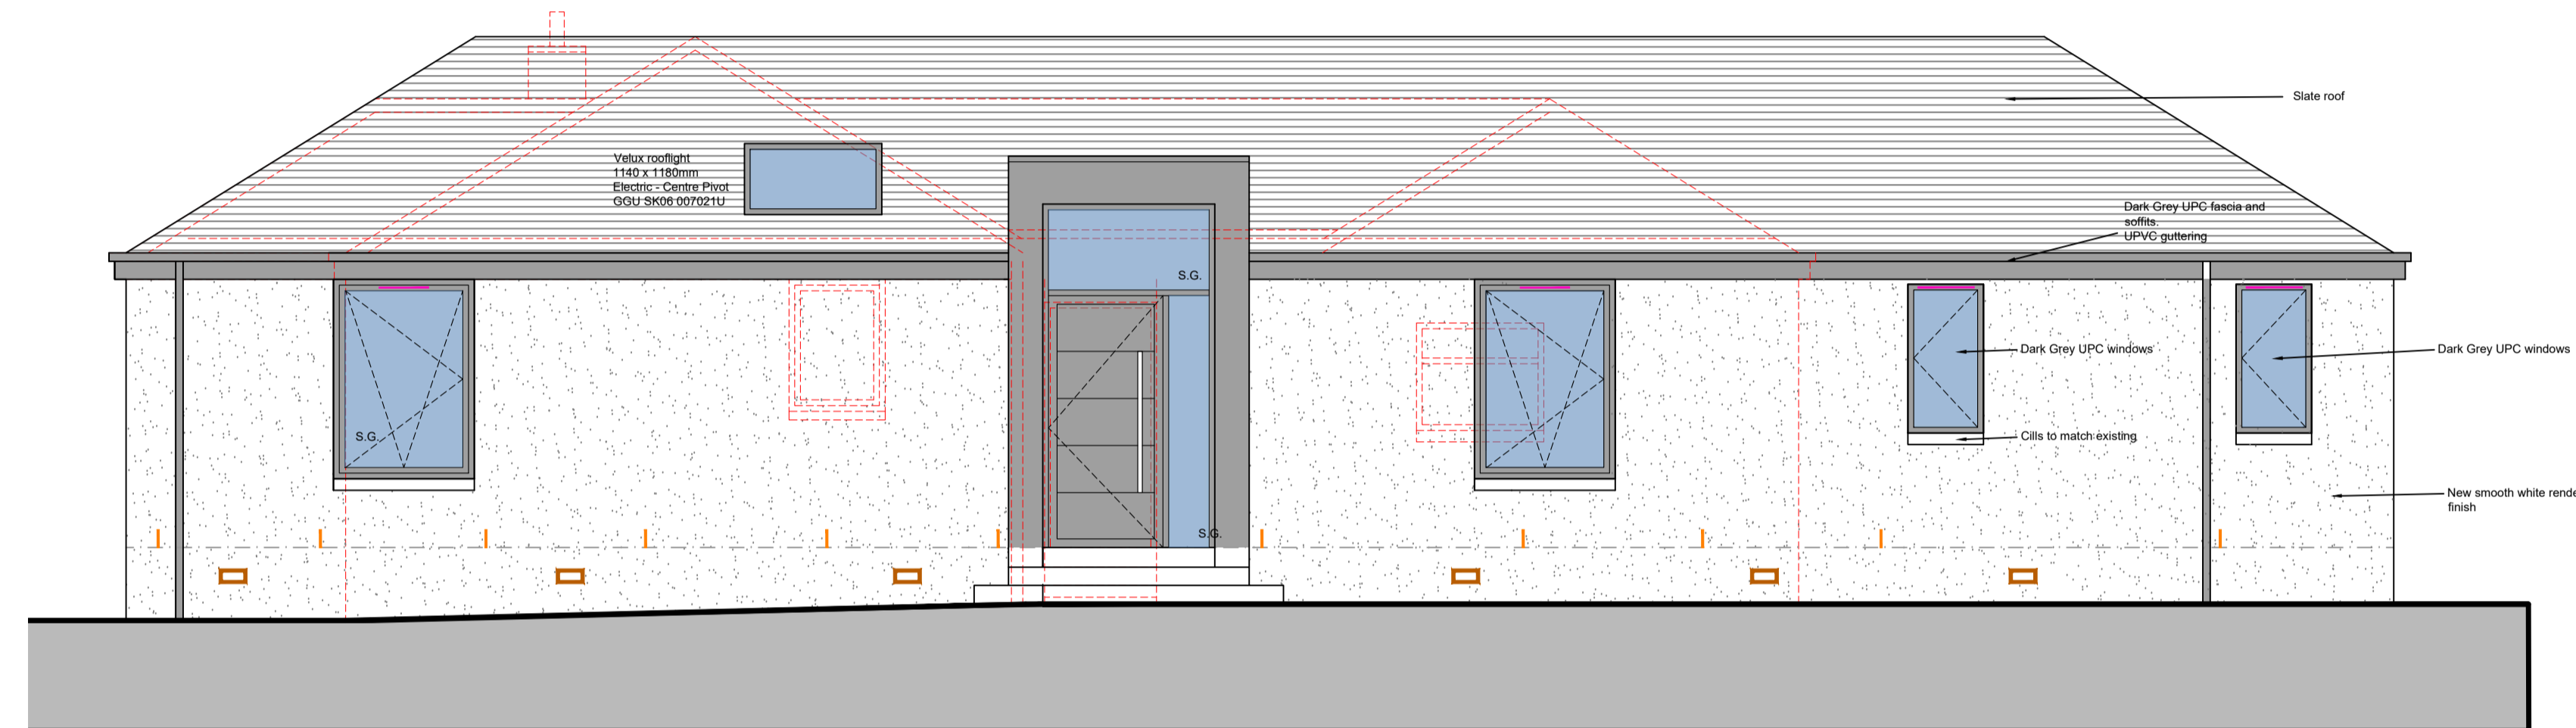 Slate roof
Velux rooflight
1140 x 1180mm
Electric - Centre Pivot
GGU SK06 007021U
Dark Grey UPC fascia and
soffits.
UPVC guttering
S.G.
Dark Grey UPC windows
Dark Grey UPC windows
S.G.
Cills to match existing
New smooth white rende
finish
S.G.